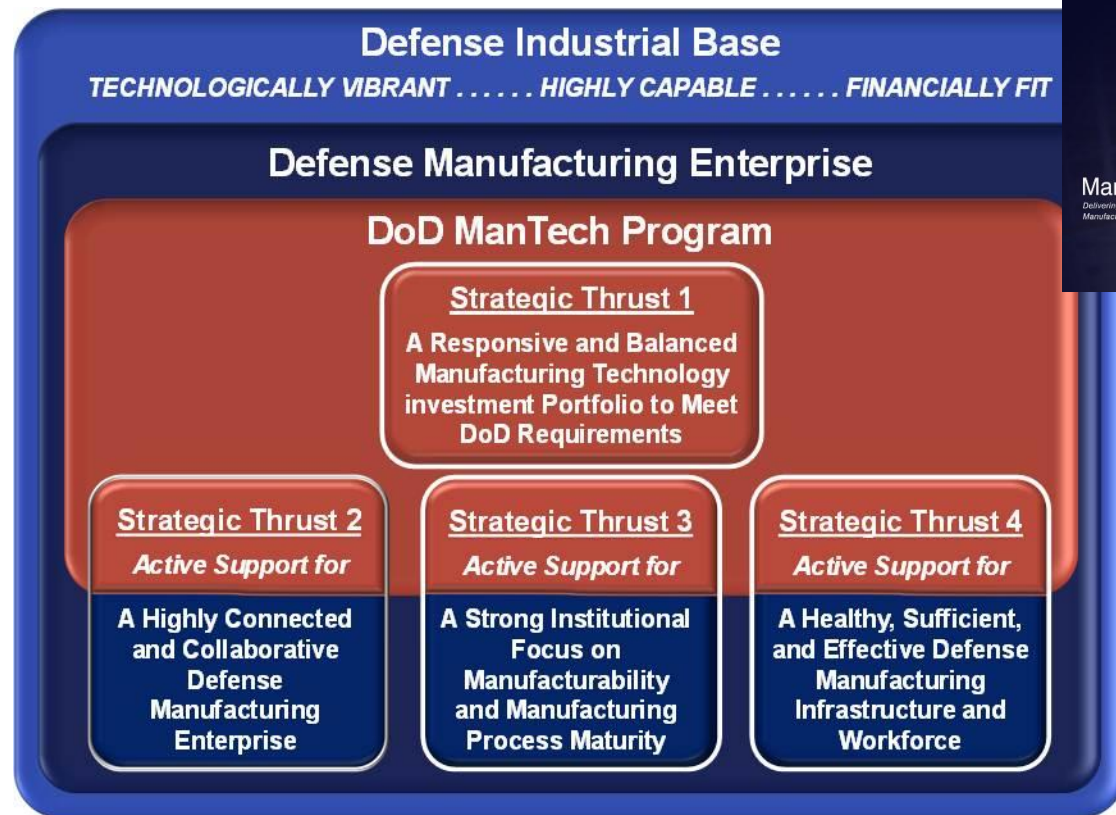 Defense Industrial Base
TECHNOLOGICALLY VIBRANT . . . . . . HIGHLY CAPABLE . . . . . . FINANCIALLY FIT
Defense Manufacturing Enterprise
DoD ManTech Program
Strategic Thrust 1
A Responsive and Balanced
Manufacturing Technology
investment Portfolio to Meet
DoD Requirements
Strategic Thrust 2
Active Support for
A Highly Connected
and Collaborative
Defense
Manufacturing
Enterprise
Strategic Thrust 3
Active Support for
A Strong Institutional
Focus on
Manufacturability
and Manufacturing
Process Maturity
Strategic Thrust 4
Active Support for
A Healthy, Sufficient,
and Effective Defense
Manufacturing
Infrastructure and
Workforce